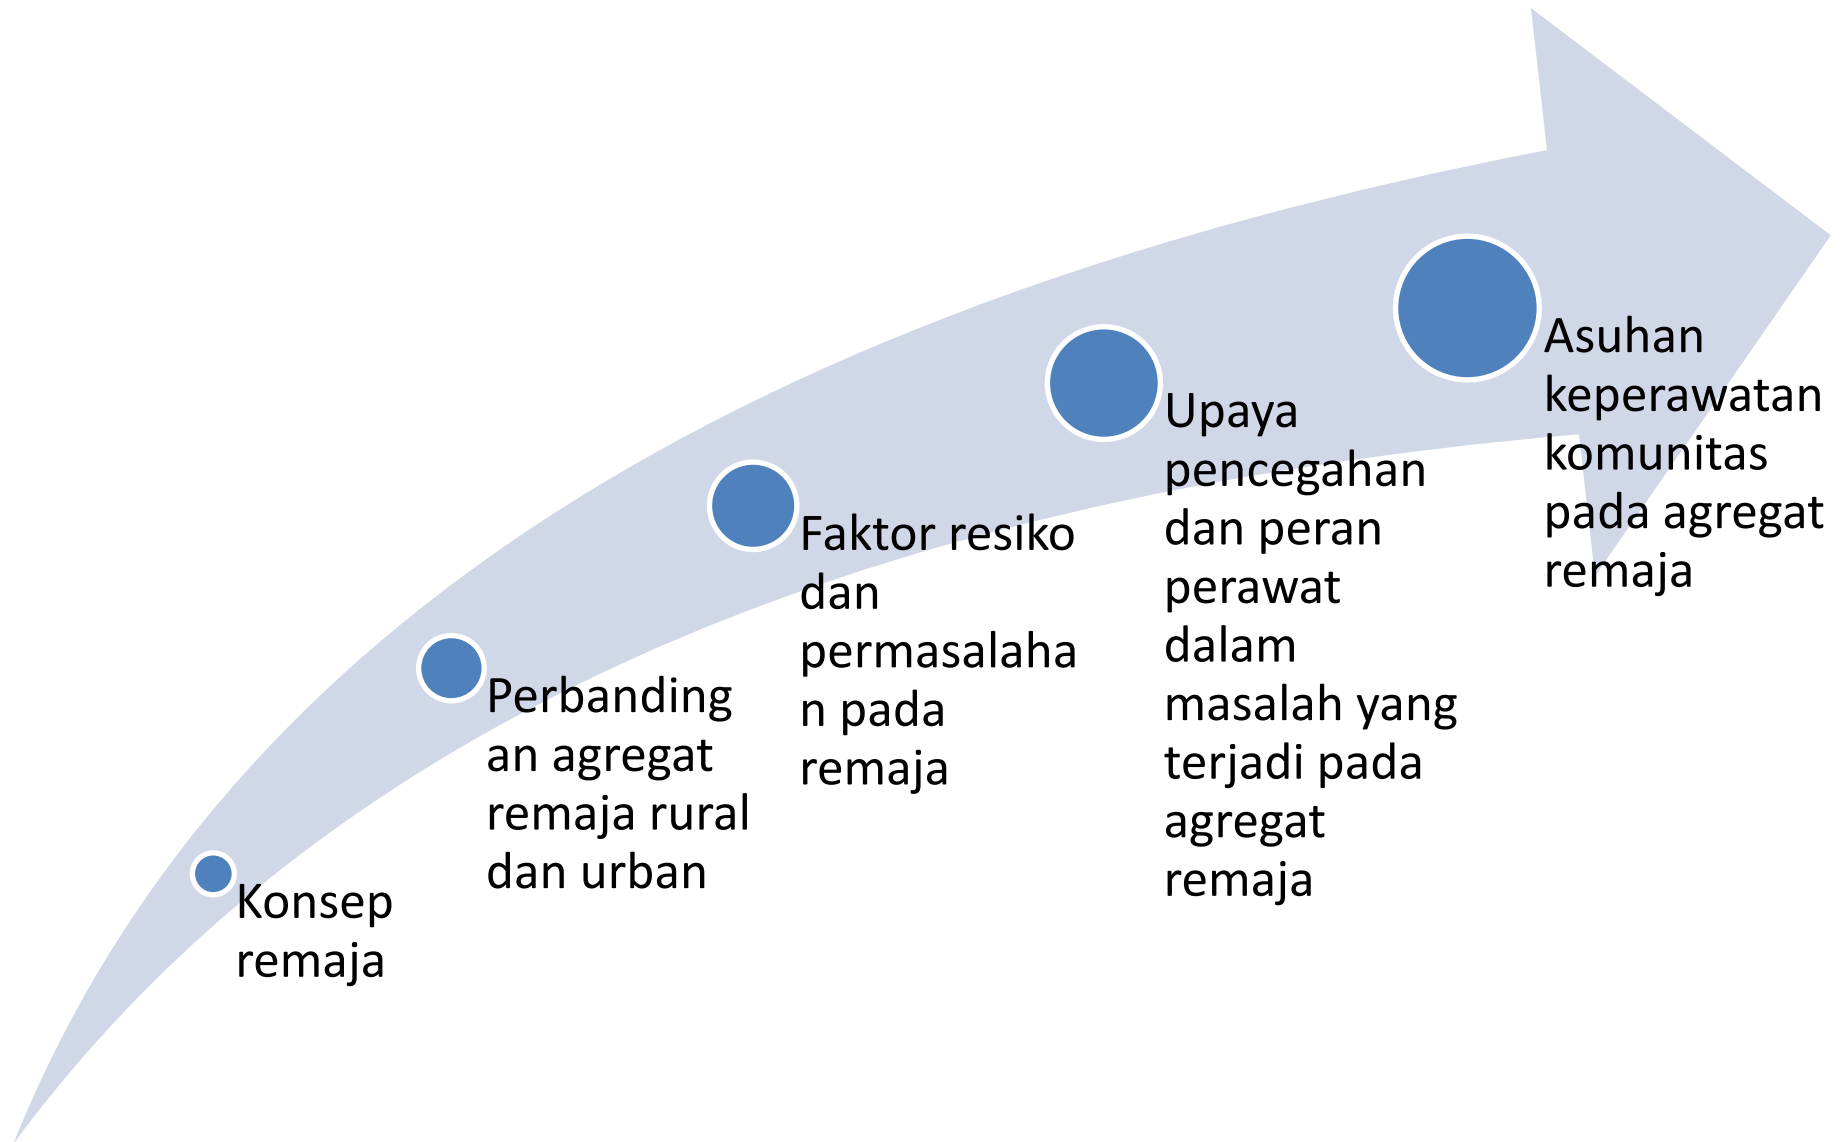 Konsep
remaja
Perbanding
an agregat
remaja rural
dan urban
Faktor resiko
dan
permasalaha
n pada
remaja
Upaya
pencegahan
dan peran
perawat
dalam
masalah yang
terjadi pada
agregat
remaja
Asuhan
keperawatan
komunitas
pada agregat
remaja